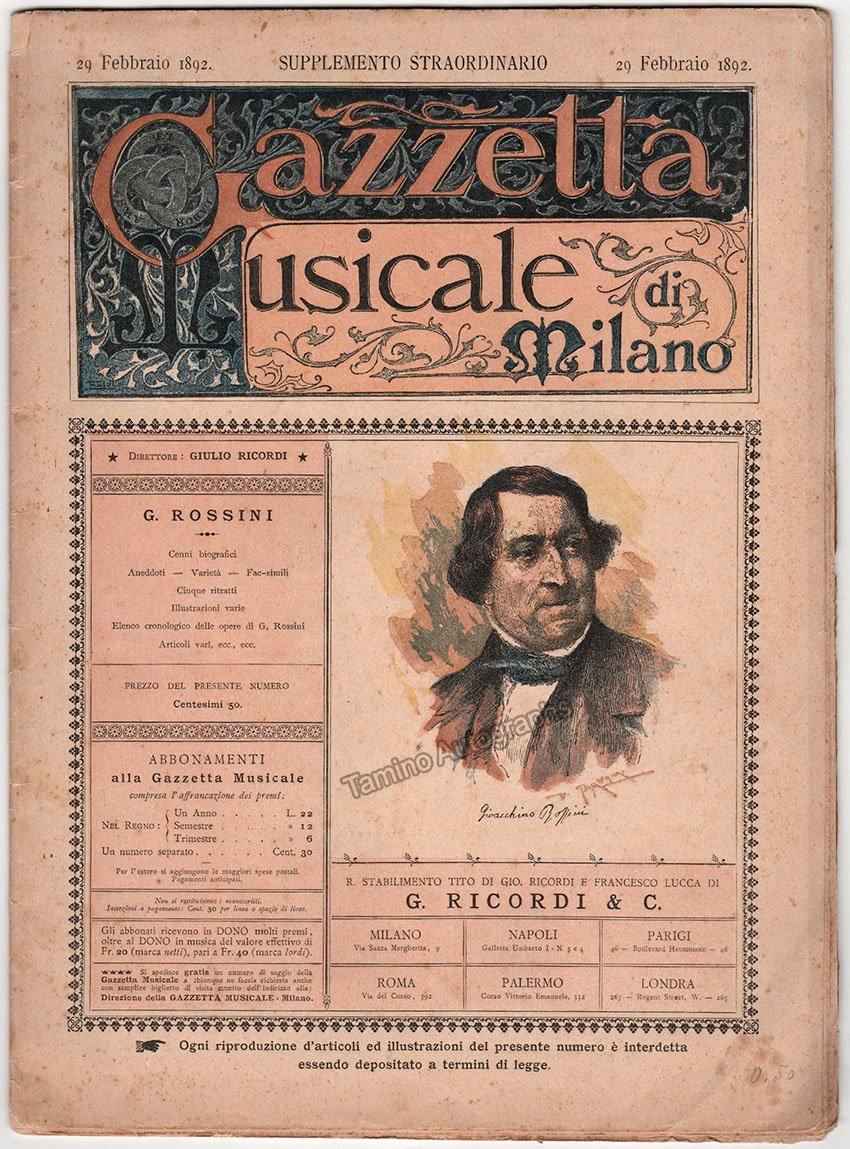 29 Febbraio 1892. SUPPLEMENTO STRAORDINARIO 29 Febbraio 1892.
Gazzetta
Musicale di
Milano
★ DIRETTORE : GIULIO RICORDI ★
G. ROSSINI
Cenni biografici
Aneddoti — Varietà — Fac-simili
Cinque ritratti
Illustrazioni varie
Elenco cronologico delle opere di G. Rossini
Articoli vari, ecc., ecc.
PREZZO DEL PRESENTE NUMERO
Centesimi 50.
ABBONAMENTI
alla Gazzetta Musicale
compresa l'affrancazione dei premi:
NEL REGNO : { Un Anno . . . . . . L. 22
Semestre . . . . . » 12
Trimestre . . . . . » 6
Un numero separato . . . . . . Cent. 30
Per l'estero si aggiungono le maggiori spese postali.
Pagamenti anticipati.
Non si restituiscono i manoscritti.
Inserzioni a pagamento: Cent. 30 per linea o spazio di linea.
Gli abbonati ricevono in DONO molti premi,
oltre al DONO in musica del valore effettivo di
Fr. 20 (marca netti), pari a Fr. 40 (marca lordi).
★★★★ Si spedisce gratis un numero di saggio della
Gazzetta Musicale a chiunque ne faccia richiesta anche
con semplice biglietto di visita munito dell'indirizzo alla:
Direzione della GAZZETTA MUSICALE - Milano.
Tamino Autographs
Gioacchino Rossini
R. STABILIMENTO TITO DI GIO. RICORDI E FRANCESCO LUCCA DI
G. RICORDI & C.
MILANO
Via Santa Margherita, 9
NAPOLI
Galleria Umberto I - N. 3 e 4
PARIGI
46 — Boulevard Haussmann — 46
ROMA
Via del Corso, 392
PALERMO
Corso Vittorio Emanuele, 332
LONDRA
265 — Regent Street, W. — 265
Ogni riproduzione d'articoli ed illustrazioni del presente numero è interdetta
essendo depositato a termini di legge.
0.50